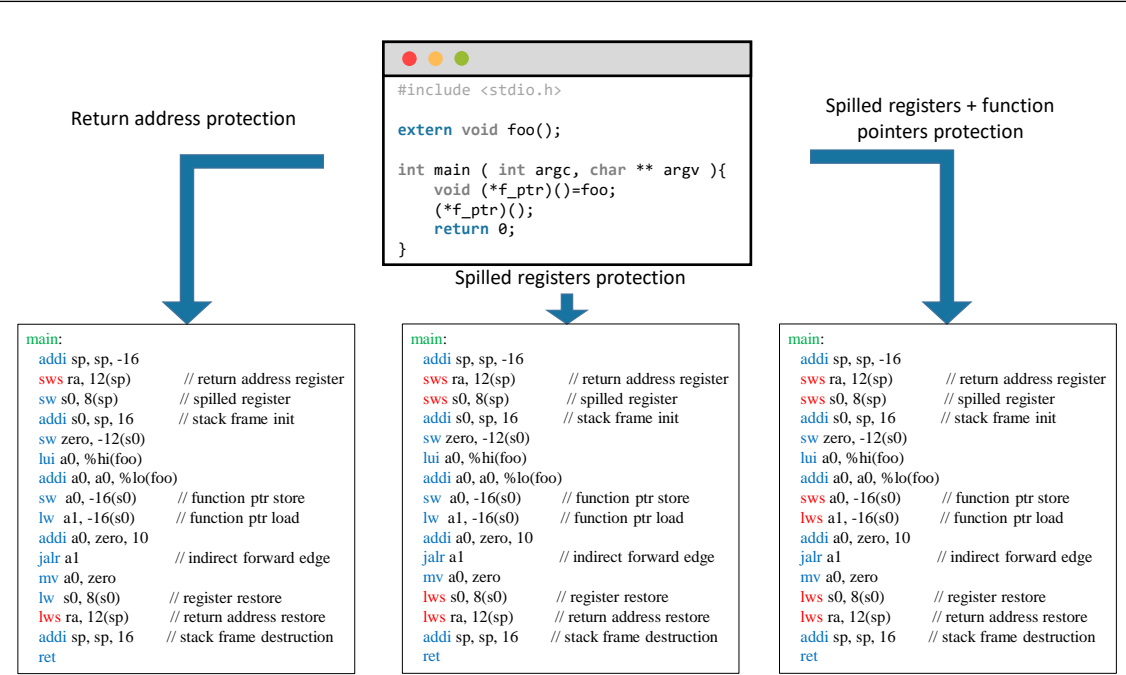 #include <stdio.h>
extern void foo();
int main ( int argc, char ** argv ){
void (*f_ptr)()=foo;
(*f_ptr)();
return 0;
}
Return address protection
Spilled registers protection
Spilled registers + function
pointers protection
main:
addi sp, sp, -16
sws ra, 12(sp) // return address register
sw s0, 8(sp) // spilled register
addi s0, sp, 16 // stack frame init
sw zero, -12(s0)
lui a0, %hi(foo)
addi a0, a0, %lo(foo)
sw a0, -16(s0) // function ptr store
lw a1, -16(s0) // function ptr load
addi a0, zero, 10
jalr a1 // indirect forward edge
mv a0, zero
lw s0, 8(s0) // register restore
lws ra, 12(sp) // return address restore
addi sp, sp, 16 // stack frame destruction
ret
main:
addi sp, sp, -16
sws ra, 12(sp) // return address register
sws s0, 8(sp) // spilled register
addi s0, sp, 16 // stack frame init
sw zero, -12(s0)
lui a0, %hi(foo)
addi a0, a0, %lo(foo)
sw a0, -16(s0) // function ptr store
lw a1, -16(s0) // function ptr load
addi a0, zero, 10
jalr a1 // indirect forward edge
mv a0, zero
lws s0, 8(s0) // register restore
lws ra, 12(sp) // return address restore
addi sp, sp, 16 // stack frame destruction
ret
main:
addi sp, sp, -16
sws ra, 12(sp) // return address register
sws s0, 8(sp) // spilled register
addi s0, sp, 16 // stack frame init
sw zero, -12(s0)
lui a0, %hi(foo)
addi a0, a0, %lo(foo)
sws a0, -16(s0) // function ptr store
lws a1, -16(s0) // function ptr load
addi a0, zero, 10
jalr a1 // indirect forward edge
mv a0, zero
lws s0, 8(s0) // register restore
lws ra, 12(sp) // return address restore
addi sp, sp, 16 // stack frame destruction
ret